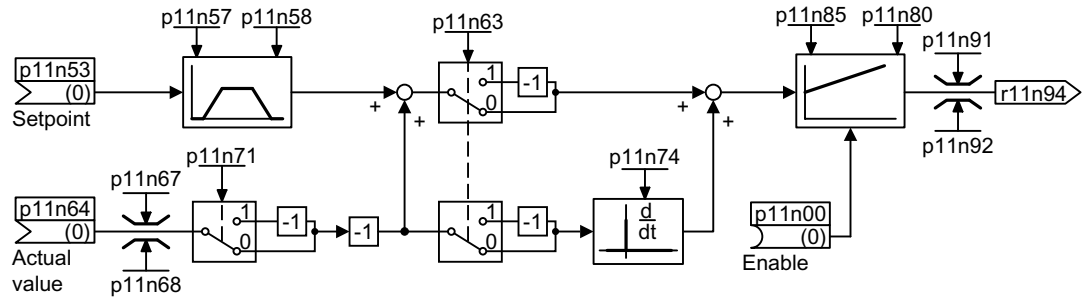 p11n57
p11n58
p11n63
p11n85
p11n80
p11n91
p11n53
(0)
Setpoint
+
+
1
0
-1
+
+
r11n94
p11n92
p11n71
p11n67
p11n64
(0)
Actual
value
p11n68
1
0
-1
-1
1
0
-1
p11n74
d
dt
p11n00
(0)
Enable